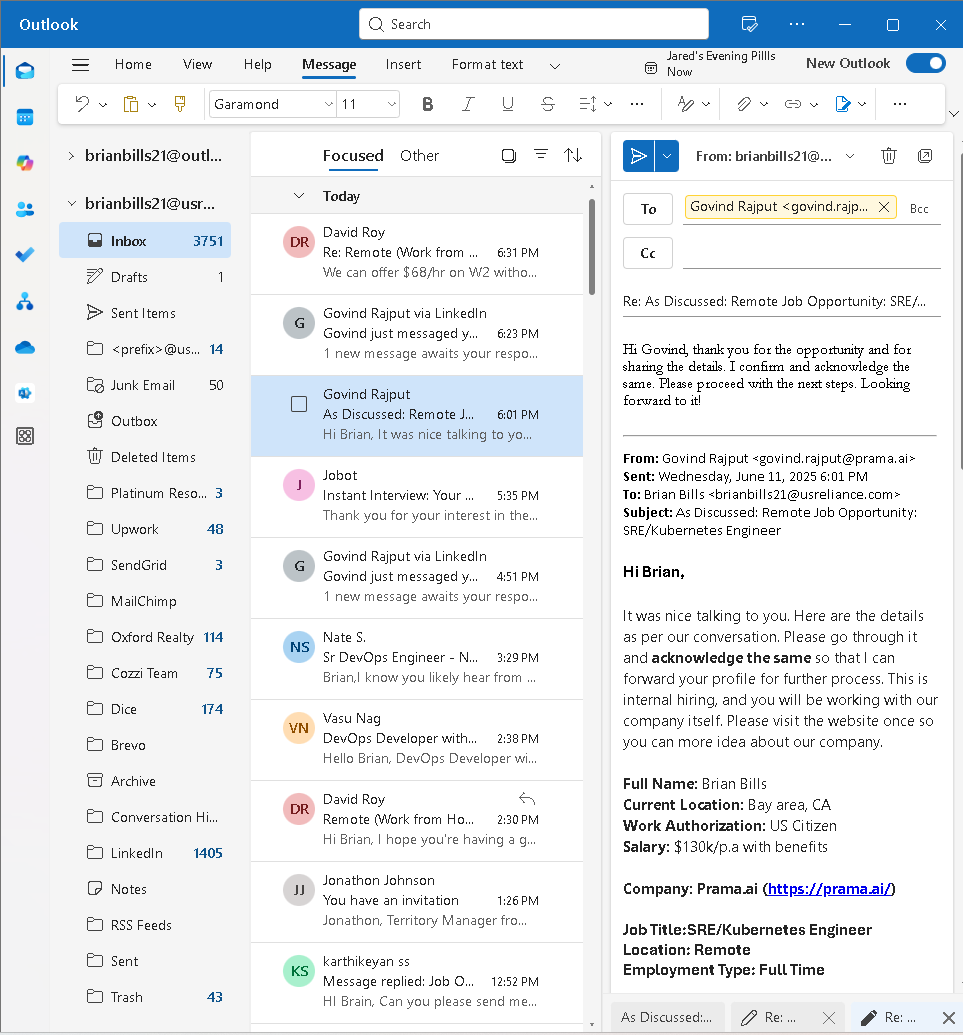 Outlook
Search
Home View Help Message Insert Format text
Jared's Evening Pillls
Now
New Outlook
Garamond 11 B I U S
brianbills21@outl...
brianbills21@usr...
Inbox 3751
Drafts 1
Sent Items
<prefix>@us... 14
Junk Email 50
Outbox
Deleted Items
Platinum Reso... 3
Upwork 48
SendGrid 3
MailChimp
Oxford Realty 114
Cozzi Team 75
Dice 174
Brevo
Archive
Conversation Hi...
LinkedIn 1405
Notes
RSS Feeds
Sent
Trash 43
Focused Other
Today
DR
David Roy
Re: Remote (Work from ... 6:31 PM
We can offer $68/hr on W2 witho...
G
Govind Rajput via LinkedIn
Govind just messaged y... 6:23 PM
1 new message awaits your respo...
Govind Rajput
As Discussed: Remote J... 6:01 PM
Hi Brian, It was nice talking to yo...
J
Jobot
Instant Interview: Your ... 5:35 PM
Thank you for your interest in the...
G
Govind Rajput via LinkedIn
Govind just messaged y... 4:51 PM
1 new message awaits your respo...
NS
Nate S.
Sr DevOps Engineer - N... 3:29 PM
Brian,I know you likely hear from ...
VN
Vasu Nag
DevOps Developer with... 2:38 PM
Hello Brian, DevOps Developer wi...
DR
David Roy
Remote (Work from Ho... 2:30 PM
Hi Brian, I hope you're having a g...
JJ
Jonathon Johnson
You have an invitation 1:26 PM
Jonathon, Territory Manager fro...
KS
karthikeyan ss
Message replied: Job O... 12:52 PM
HI Brain, Can you please send me...
From: brianbills21@...
To Govind Rajput <govind.rajp... Bcc
Cc
Re: As Discussed: Remote Job Opportunity: SRE/...
Hi Govind, thank you for the opportunity and for
sharing the details. I confirm and acknowledge the
same. Please proceed with the next steps. Looking
forward to it!
From: Govind Rajput <govind.rajput@prama.ai>
Sent: Wednesday, June 11, 2025 6:01 PM
To: Brian Bills <brianbills21@usreliance.com>
Subject: As Discussed: Remote Job Opportunity:
SRE/Kubernetes Engineer
Hi Brian,
It was nice talking to you. Here are the details
as per our conversation. Please go through it
and acknowledge the same so that I can
forward your profile for further process. This is
internal hiring, and you will be working with our
company itself. Please visit the website once so
you can more idea about our company.
Full Name: Brian Bills
Current Location: Bay area, CA
Work Authorization: US Citizen
Salary: $130k/p.a with benefits
Company: Prama.ai (https://prama.ai/)
Job Title:SRE/Kubernetes Engineer
Location: Remote
Employment Type: Full Time
As Discussed:... Re: ... Re: ...